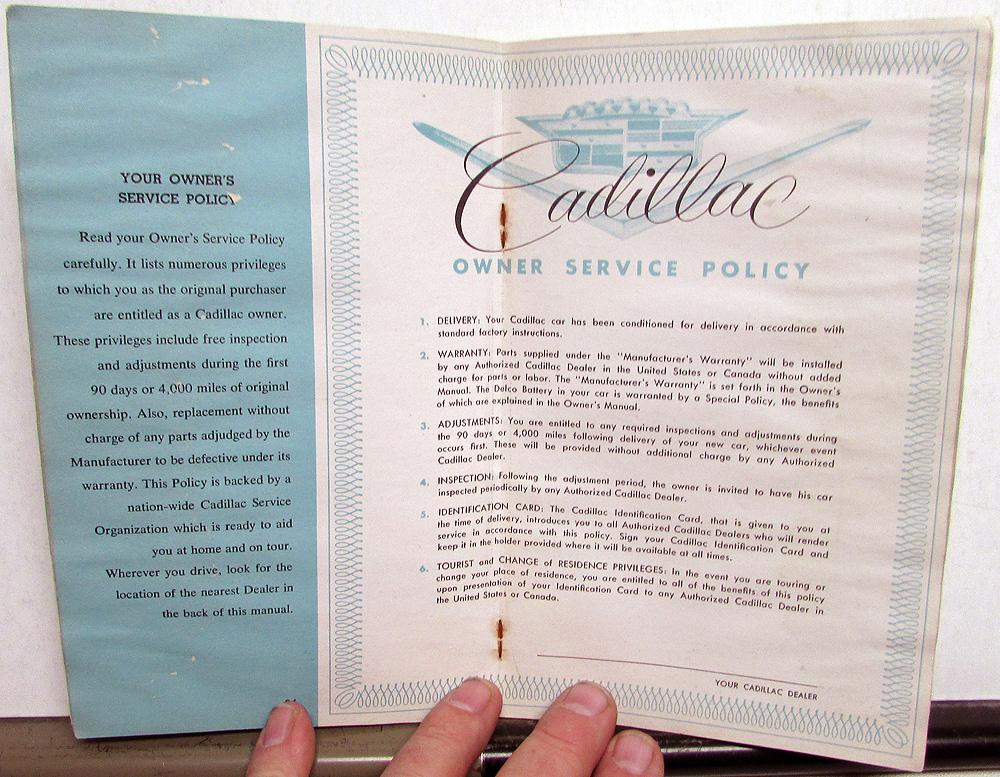 YOUR OWNER'S
SERVICE POLICY
Read your Owner's Service Policy
carefully. It lists numerous privileges
to which you as the original purchaser
are entitled as a Cadillac owner.
These privileges include free inspection
and adjustments during the first
90 days or 4,000 miles of original
ownership. Also, replacement without
charge of any parts adjudged by the
Manufacturer to be defective under its
warranty. This Policy is backed by a
nation-wide Cadillac Service
Organization which is ready to aid
you at home and on tour.
Wherever you drive, look for the
location of the nearest Dealer in
the back of this manual.
Cadillac
OWNER SERVICE POLICY
1. DELIVERY: Your Cadillac car has been conditioned for delivery in accordance with
standard factory instructions.
2. WARRANTY: Parts supplied under the "Manufacturer's Warranty" will be installed
by any Authorized Cadillac Dealer in the United States or Canada without added
charge for parts or labor. The "Manufacturer's Warranty" is set forth in the Owner's
Manual. The Delco Battery in your car is warranted by a Special Policy, the benefits
of which are explained in the Owner's Manual.
3. ADJUSTMENTS: You are entitled to any required inspections and adjustments during
the 90 days or 4,000 miles following delivery of your new car, whichever event
occurs first. These will be provided without additional charge by any Authorized
Cadillac Dealer.
4. INSPECTION: Following the adjustment period, the owner is invited to have his car
inspected periodically by any Authorized Cadillac Dealer.
5. IDENTIFICATION CARD: The Cadillac Identification Card, that is given to you at
the time of delivery, introduces you to all Authorized Cadillac Dealers who will render
service in accordance with this policy. Sign your Cadillac Identification Card and
keep it in the holder provided where it will be available at all times.
6. TOURIST and CHANGE of RESIDENCE PRIVILEGES: In the event you are touring or
change your place of residence, you are entitled to all of the benefits of this policy
upon presentation of your Identification Card to any Authorized Cadillac Dealer in
the United States or Canada.
YOUR CADILLAC DEALER